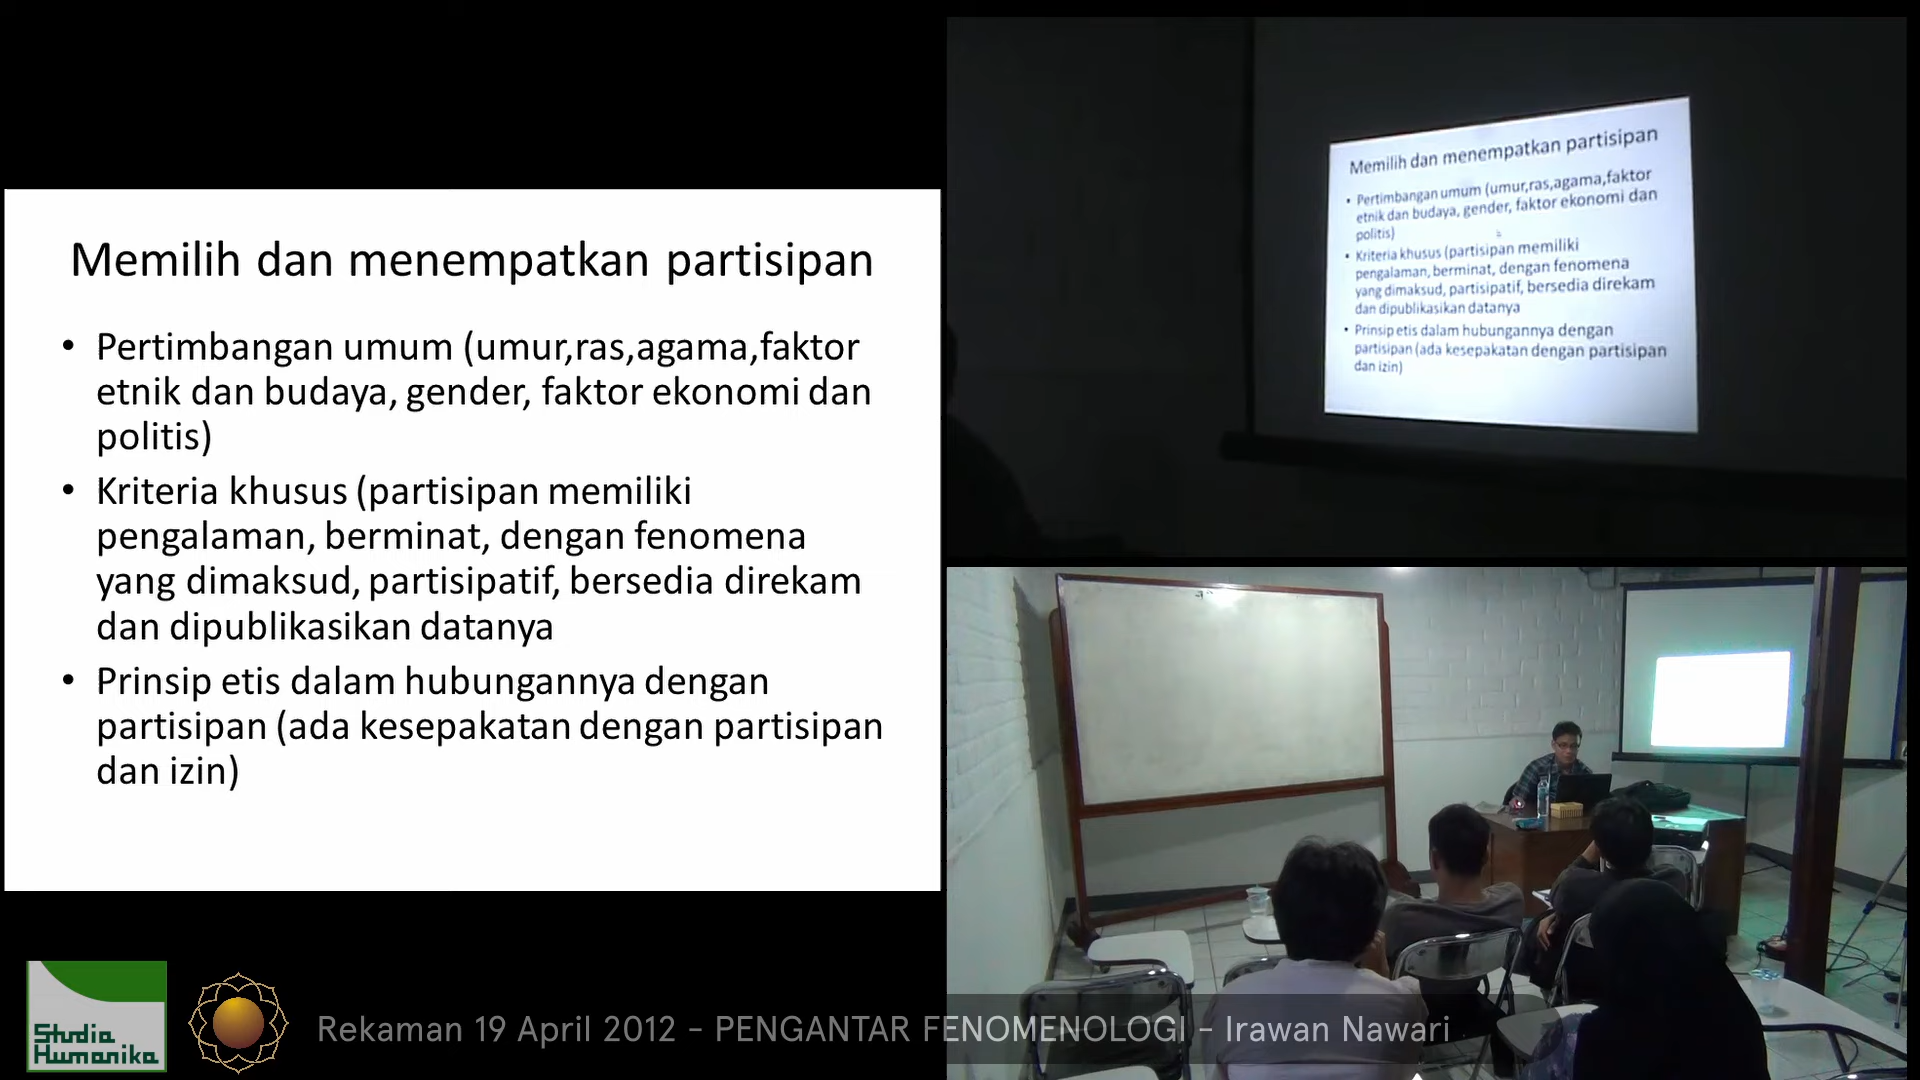 Memilih dan menempatkan partisipan
• Pertimbangan umum (umur,ras,agama,faktor
etnik dan budaya, gender, faktor ekonomi dan
politis)
• Kriteria khusus (partisipan memiliki
pengalaman, berminat, dengan fenomena
yang dimaksud, partisipatif, bersedia direkam
dan dipublikasikan datanya
• Prinsip etis dalam hubungannya dengan
partisipan (ada kesepakatan dengan partisipan
dan izin)
Memilih dan menempatkan partisipan
• Pertimbangan umum (umur,ras,agama,faktor
etnik dan budaya, gender, faktor ekonomi dan
politis)
• Kriteria khusus (partisipan memiliki
pengalaman, berminat, dengan fenomena
yang dimaksud, partisipatif, bersedia direkam
dan dipublikasikan datanya
• Prinsip etis dalam hubungannya dengan
partisipan (ada kesepakatan dengan partisipan
dan izin)
Studia
Humanika
Rekaman 19 April 2012 - PENGANTAR FENOMENOLOGI - Irawan Nawari